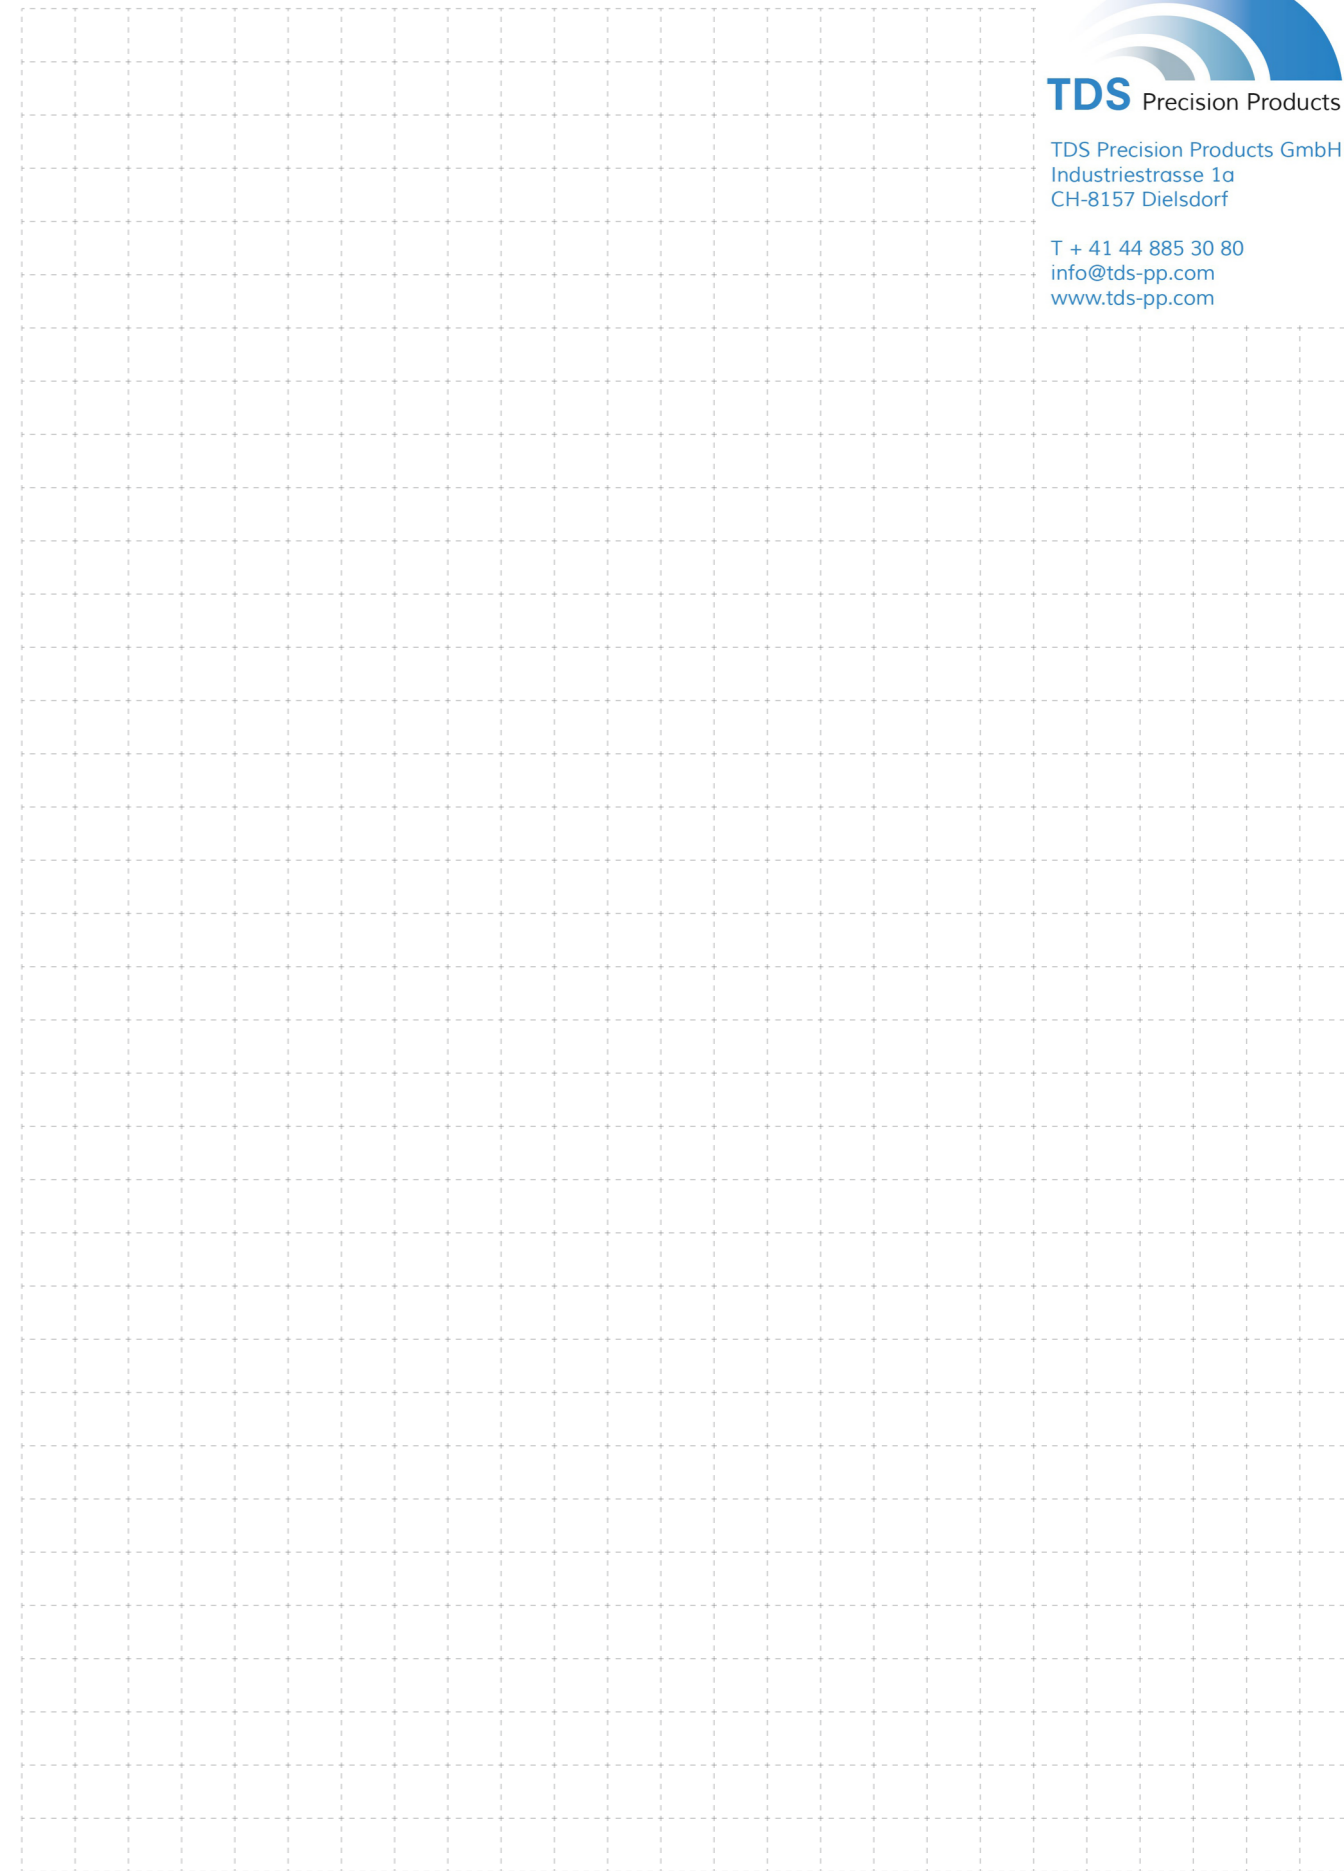 TDS Precision Products
TDS Precision Products GmbH
Industriestrasse 1a
CH-8157 Dielsdorf
T + 41 44 885 30 80
info@tds-pp.com
www.tds-pp.com